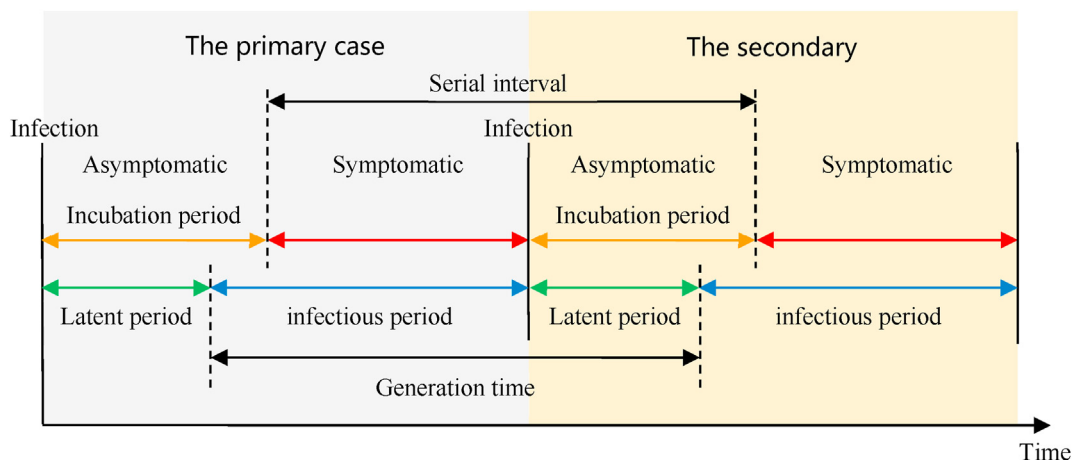 The primary case
The secondary
Serial interval
Infection
Infection
Asymptomatic
Symptomatic
Asymptomatic
Symptomatic
Incubation period
Incubation period
Latent period
infectious period
Latent period
infectious period
Generation time
Time